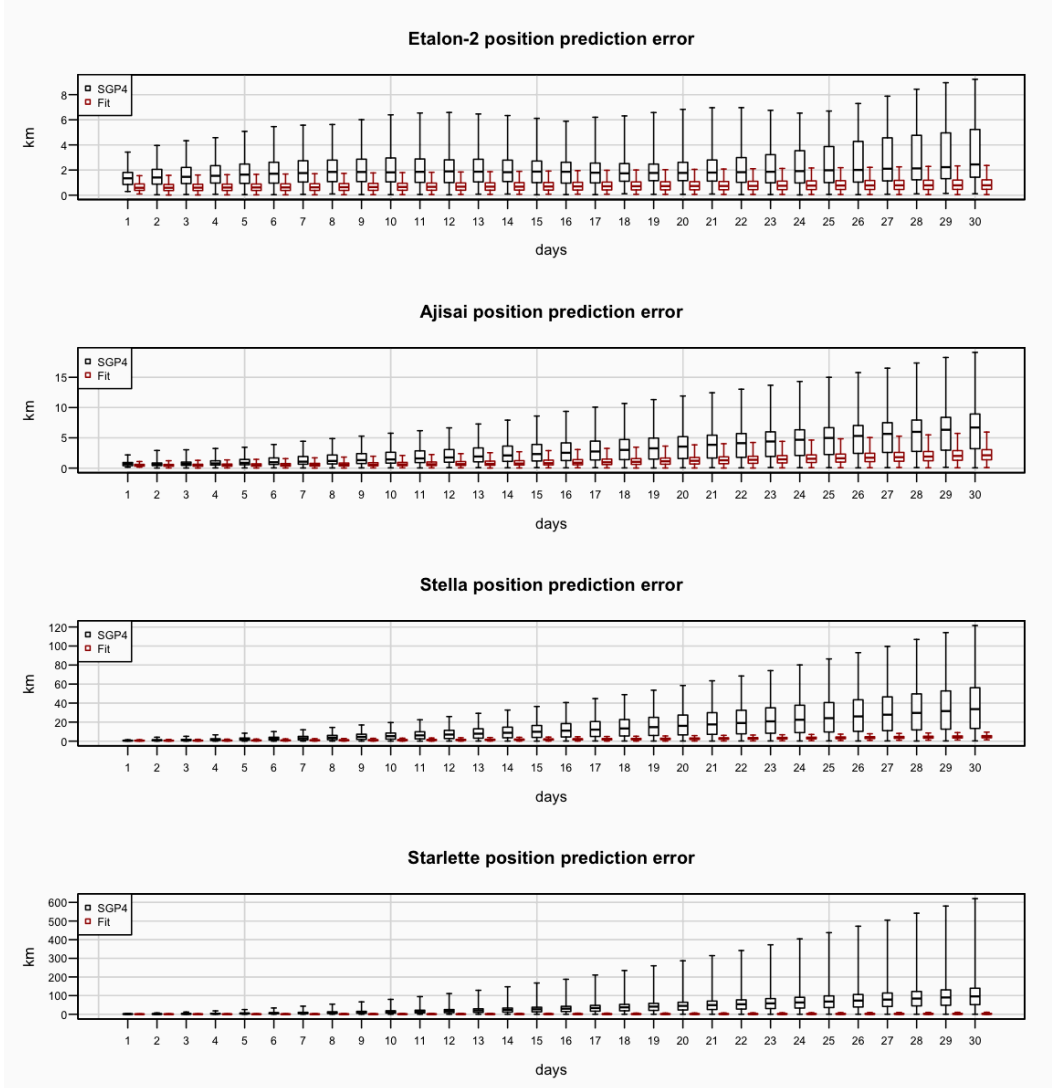 Etalon-2 position prediction error
SGP4
Fit
8
6
4
2
0
km
1 2 3 4 5 6 7 8 9 10 11 12 13 14 15 16 17 18 19 20 21 22 23 24 25 26 27 28 29 30
days
Ajisai position prediction error
SGP4
Fit
15
10
5
0
km
1 2 3 4 5 6 7 8 9 10 11 12 13 14 15 16 17 18 19 20 21 22 23 24 25 26 27 28 29 30
days
Stella position prediction error
SGP4
Fit
120
100
80
60
40
20
0
km
1 2 3 4 5 6 7 8 9 10 11 12 13 14 15 16 17 18 19 20 21 22 23 24 25 26 27 28 29 30
days
Starlette position prediction error
SGP4
Fit
600
500
400
300
200
100
0
km
1 2 3 4 5 6 7 8 9 10 11 12 13 14 15 16 17 18 19 20 21 22 23 24 25 26 27 28 29 30
days